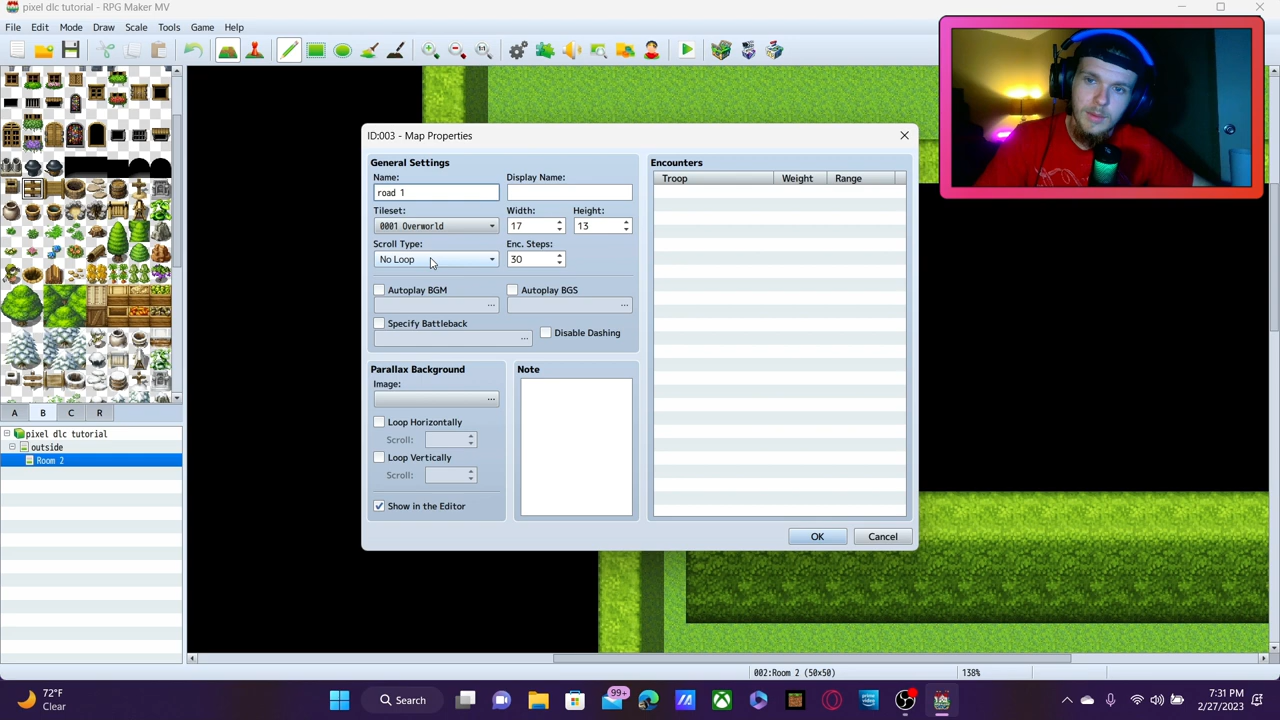 pixel dlc tutorial - RPG Maker MV
File Edit Mode Draw Scale Tools Game Help
ID:003 - Map Properties
General Settings
Name:
Display Name:
road 1
Tileset:
Width:
Height:
0001 Overworld
17
13
Scroll Type:
Enc. Steps:
No Loop
30
Autoplay BGM
Autoplay BGS
...
...
Specify Battleback
Disable Dashing
...
Parallax Background
Image:
...
Loop Horizontally
Scroll:
Loop Vertically
Scroll:
Show in the Editor
Note
Encounters
Troop Weight Range
OK
Cancel
A B C R
pixel dlc tutorial
outside
Room 2
002:Room 2 (50x50)
138%
72°F
Clear
Search
99+
prime video
7:31 PM
2/27/2023